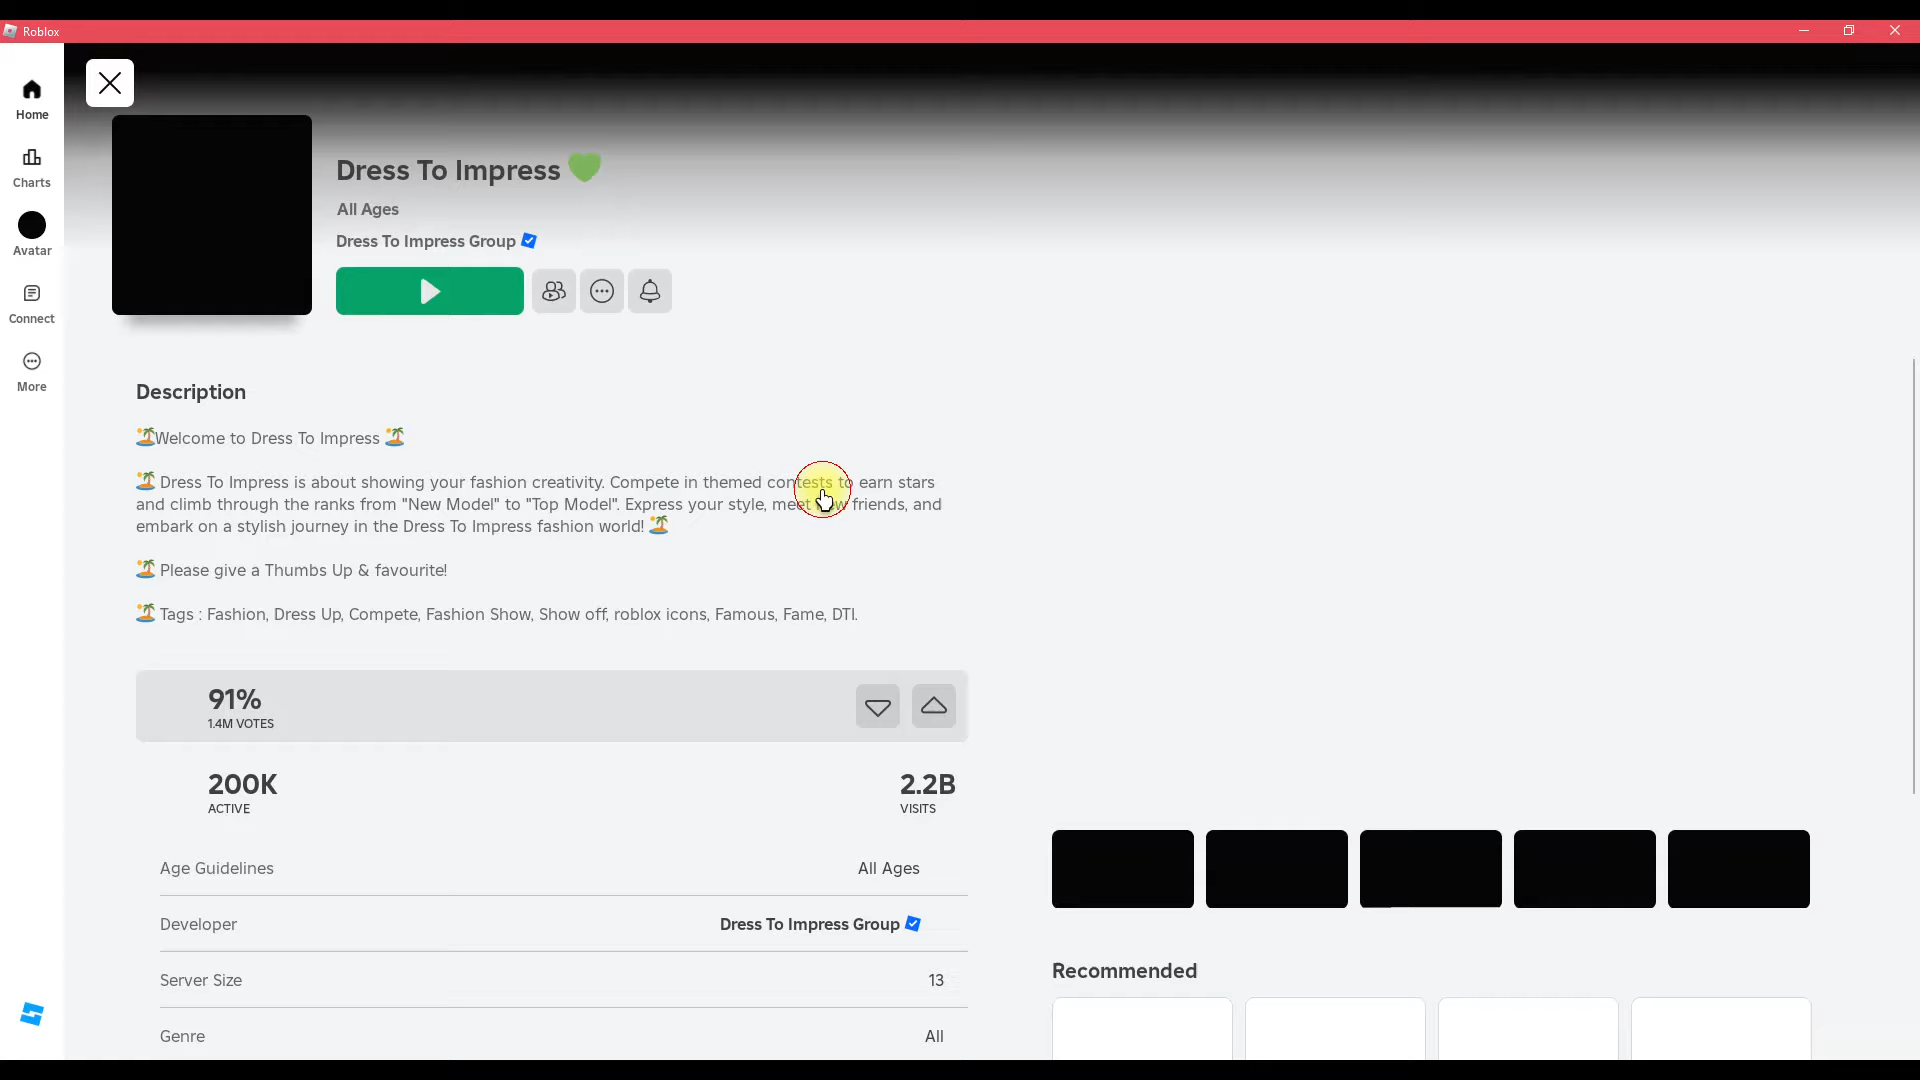 Roblox
Home
Charts
Avatar
Connect
More
Dress To Impress 💚
All Ages
Dress To Impress Group
Description
🏝️Welcome to Dress To Impress 🏝️
🏝️ Dress To Impress is about showing your fashion creativity. Compete in themed contests to earn stars
and climb through the ranks from "New Model" to "Top Model". Express your style, meet new friends, and
embark on a stylish journey in the Dress To Impress fashion world! 🏝️
🏝️ Please give a Thumbs Up & favourite!
🏝️ Tags : Fashion, Dress Up, Compete, Fashion Show, Show off, roblox icons, Famous, Fame, DTI.
91%
1.4M VOTES
200K
ACTIVE
2.2B
VISITS
Age Guidelines All Ages
Developer Dress To Impress Group
Server Size 13
Genre All
Recommended